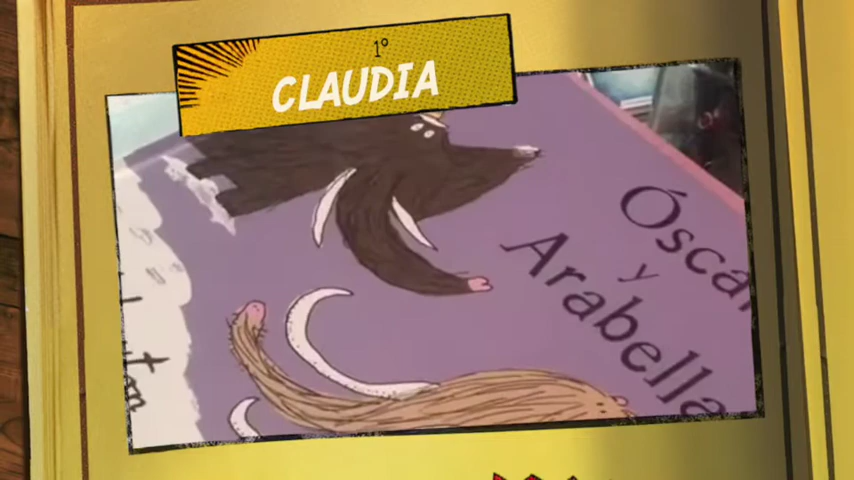 1º
CLAUDIA
Óscar
y
Arabella